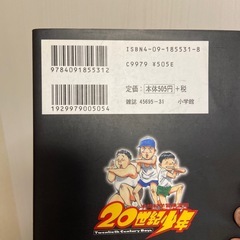 ISBN4-09-185531-8
C9979 ¥505E
9784091855312
定価：本体505円+税
雑誌 45695-31 小学館
1929979005054
20世紀少年
Twentieth Century Boys